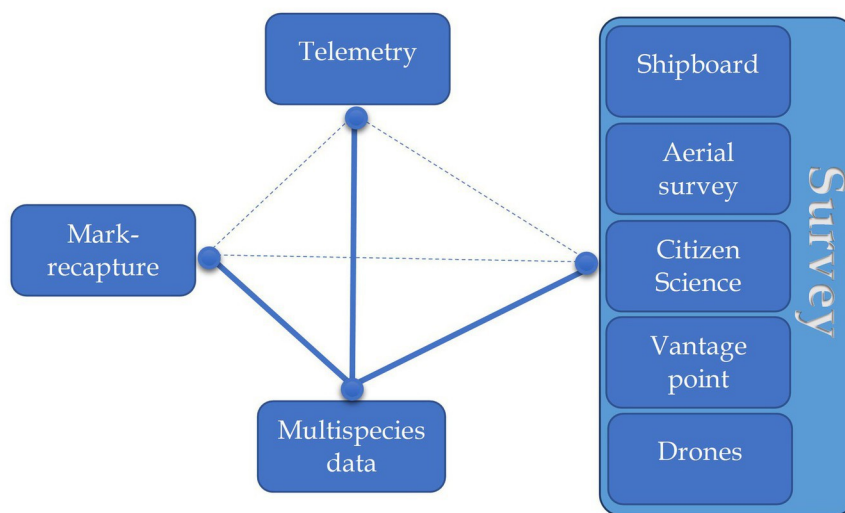 Telemetry
Shipboard
Aerial
survey
Mark-
recapture
Citizen
Science
Vantage
point
Multispecies
data
Drones
Survey